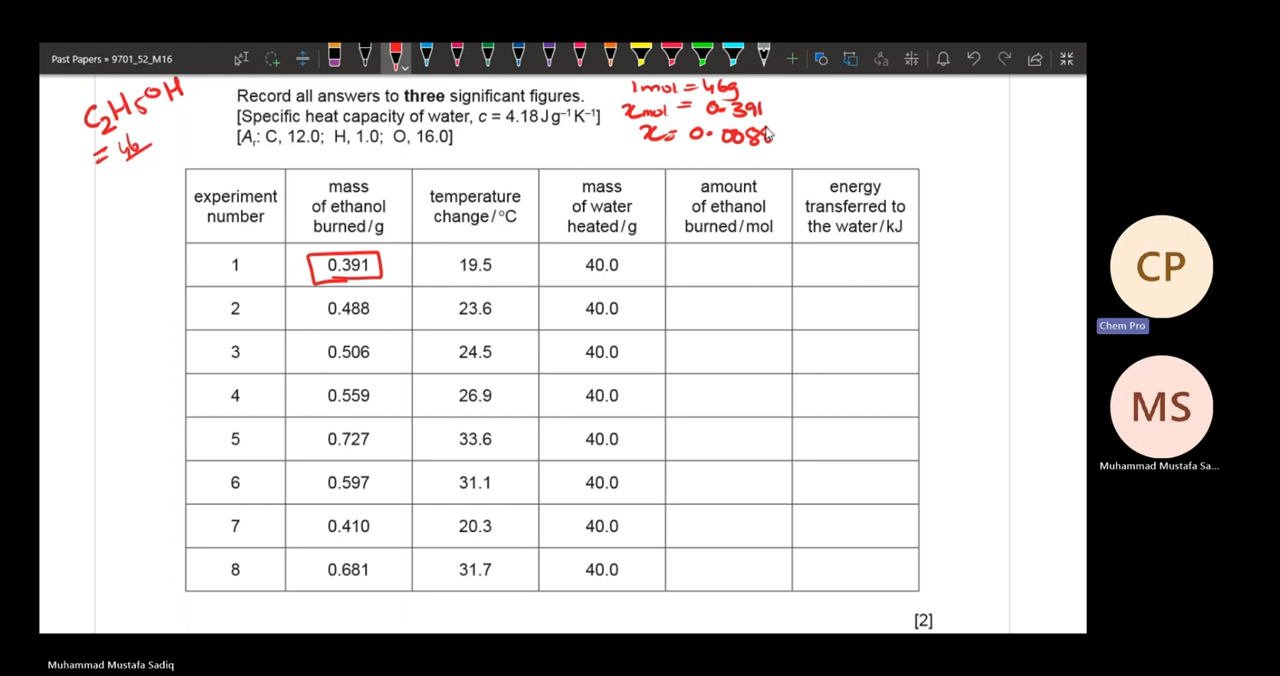 Past Papers » 9701_52_M16
C2H5OH
= 46
1mol = 46g
xmol = 0.391
x = 0.008
Record all answers to three significant figures.
[Specific heat capacity of water, c = 4.18 J g⁻¹ K⁻¹]
[Aᵣ: C, 12.0; H, 1.0; O, 16.0]
experiment number | mass of ethanol burned / g | temperature change / °C | mass of water heated / g | amount of ethanol burned / mol | energy transferred to the water / kJ
1 0.391 19.5 40.0
2 0.488 23.6 40.0
3 0.506 24.5 40.0
4 0.559 26.9 40.0
5 0.727 33.6 40.0
6 0.597 31.1 40.0
7 0.410 20.3 40.0
8 0.681 31.7 40.0
[2]
CP
Chem Pro
MS
Muhammad Mustafa Sa...
Muhammad Mustafa Sadiq